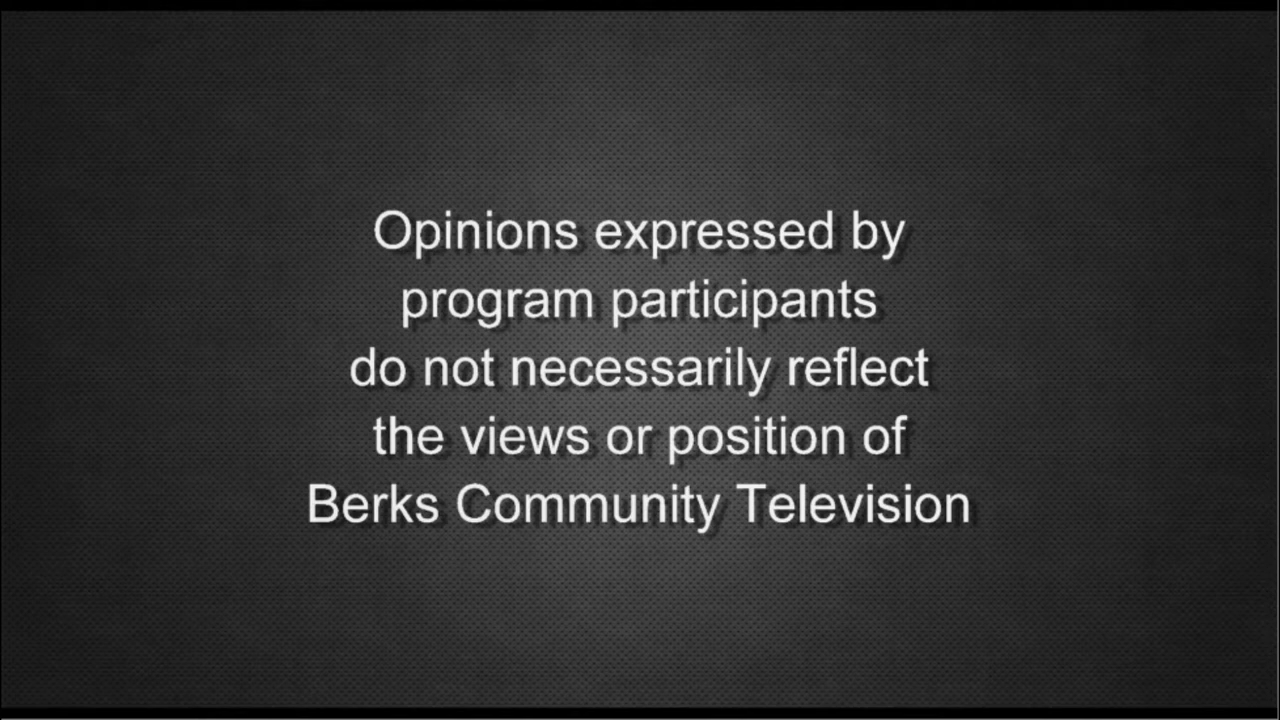 Opinions expressed by
program participants
do not necessarily reflect
the views or position of
Berks Community Television